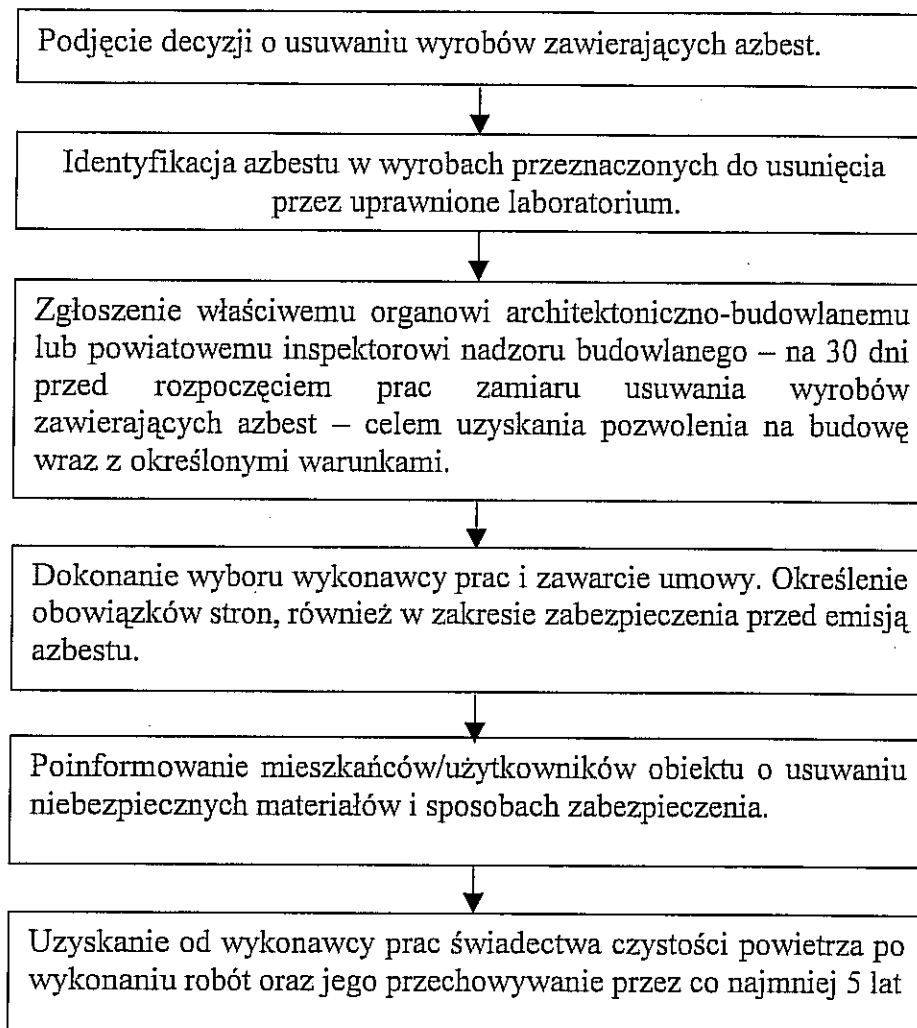 Podjęcie decyzji o usuwaniu wyrobów zawierających azbest.
Identyfikacja azbestu w wyrobach przeznaczonych do usunięcia
przez uprawnione laboratorium.
Zgłoszenie właściwemu organowi architektoniczno-budowlanemu
lub powiatowemu inspektorowi nadzoru budowlanego – na 30 dni
przed rozpoczęciem prac zamiaru usuwania wyrobów
zawierających azbest – celem uzyskania pozwolenia na budowę
wraz z określonymi warunkami.
Dokonanie wyboru wykonawcy prac i zawarcie umowy. Określenie
obowiązków stron, również w zakresie zabezpieczenia przed emisją
azbestu.
Poinformowanie mieszkańców/użytkowników obiektu o usuwaniu
niebezpiecznych materiałów i sposobach zabezpieczenia.
Uzyskanie od wykonawcy prac świadectwa czystości powietrza po
wykonaniu robót oraz jego przechowywanie przez co najmniej 5 lat